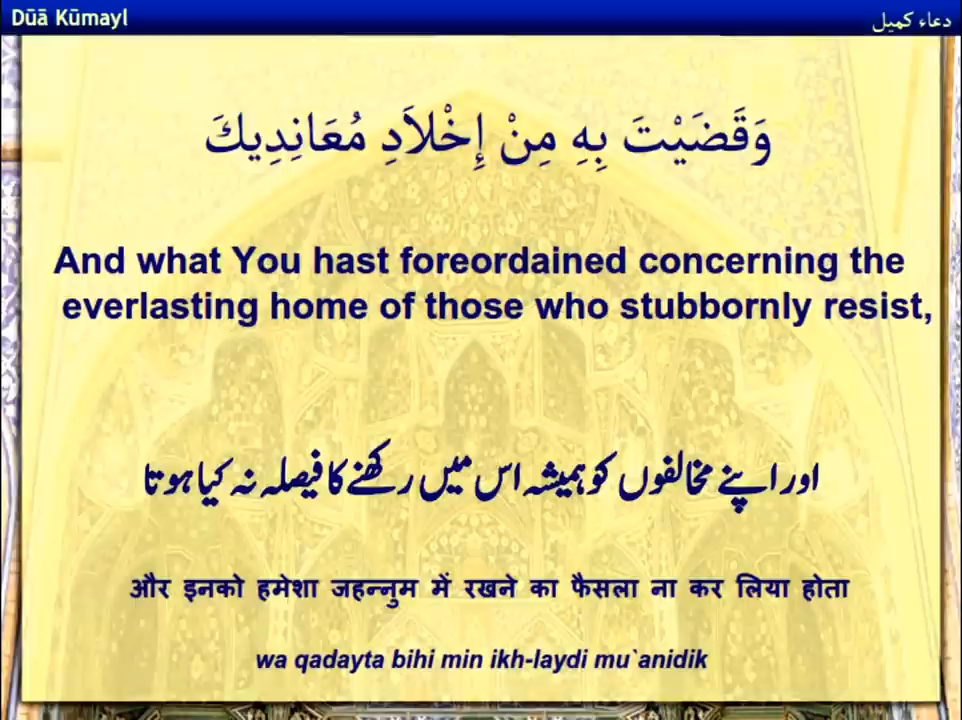 Dūā Kūmayl
دعاء كميل
وَقَضَيْتَ بِهِ مِنْ إِخْلاَدِ مُعَانِدِيكَ
And what You hast foreordained concerning the
everlasting home of those who stubbornly resist,
اور اپنے مخالفوں کو ہمیشہ اس میں رکھنے کا فیصلہ نہ کیا ہوتا
और इनको हमेशा जहन्नुम में रखने का फैसला ना कर लिया होता
wa qadayta bihi min ikh-laydi mu`anidik